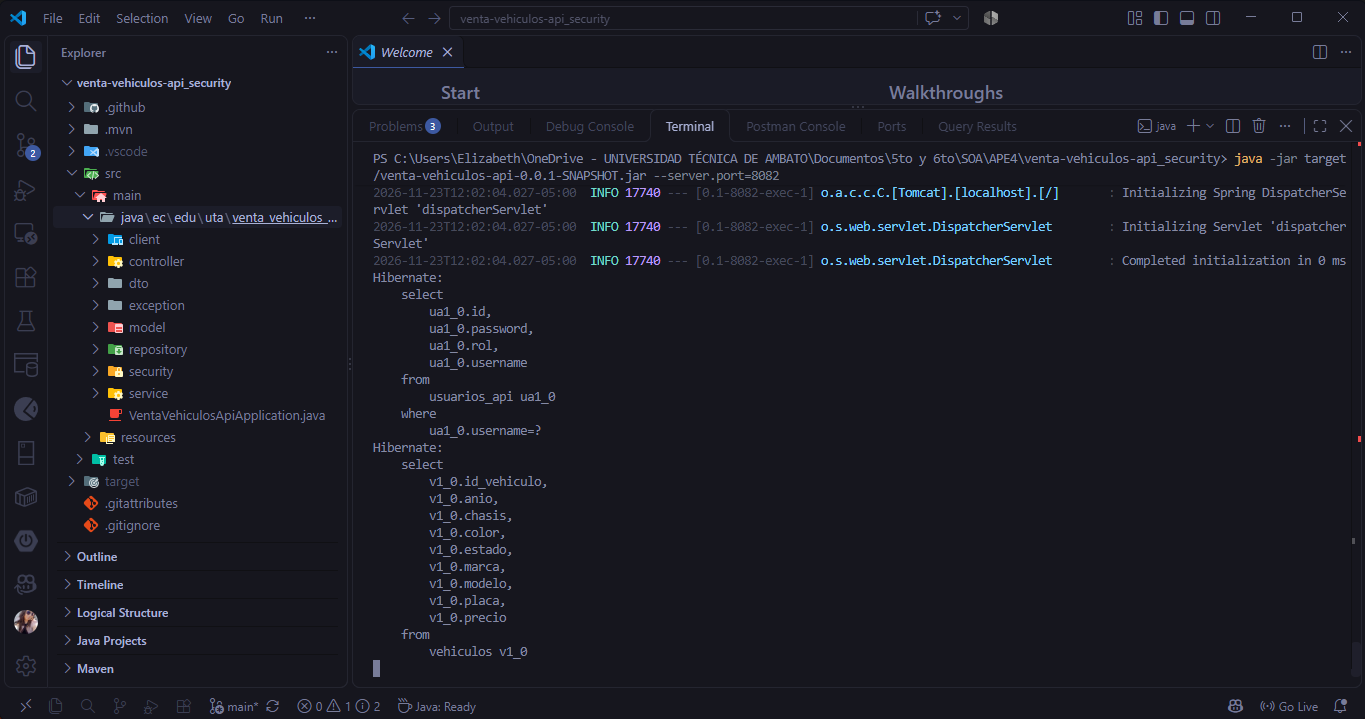 File Edit Selection View Go Run ··· venta-vehiculos-api_security
Explorer ···
venta-vehiculos-api_security
.github
.mvn
.vscode
src
main
java\ec\edu\uta\venta_vehiculos_...
client
controller
dto
exception
model
repository
security
service
VentaVehiculosApiApplication.java
resources
test
target
.gitattributes
.gitignore
Outline
Timeline
Logical Structure
Java Projects
Maven
2
Welcome
Start Walkthroughs
Problems 3 Output Debug Console Terminal Postman Console Ports Query Results java
PS C:\Users\Elizabeth\OneDrive - UNIVERSIDAD TÉCNICA DE AMBATO\Documentos\5to y 6to\SOA\APE4\venta-vehiculos-api_security> java -jar target
/venta-vehiculos-api-0.0.1-SNAPSHOT.jar --server.port=8082
2026-11-23T12:02:04.027-05:00 INFO 17740 --- [0.1-8082-exec-1] o.a.c.c.C.[Tomcat].[localhost].[/] : Initializing Spring DispatcherSe
rvlet 'dispatcherServlet'
2026-11-23T12:02:04.027-05:00 INFO 17740 --- [0.1-8082-exec-1] o.s.web.servlet.DispatcherServlet : Initializing Servlet 'dispatcher
Servlet'
2026-11-23T12:02:04.027-05:00 INFO 17740 --- [0.1-8082-exec-1] o.s.web.servlet.DispatcherServlet : Completed initialization in 0 ms
Hibernate:
select
ua1_0.id,
ua1_0.password,
ua1_0.rol,
ua1_0.username
from
usuarios_api ua1_0
where
ua1_0.username=?
Hibernate:
select
v1_0.id_vehiculo,
v1_0.anio,
v1_0.chasis,
v1_0.color,
v1_0.estado,
v1_0.marca,
v1_0.modelo,
v1_0.placa,
v1_0.precio
from
vehiculos v1_0
main* 0 1 2 Java: Ready Go Live